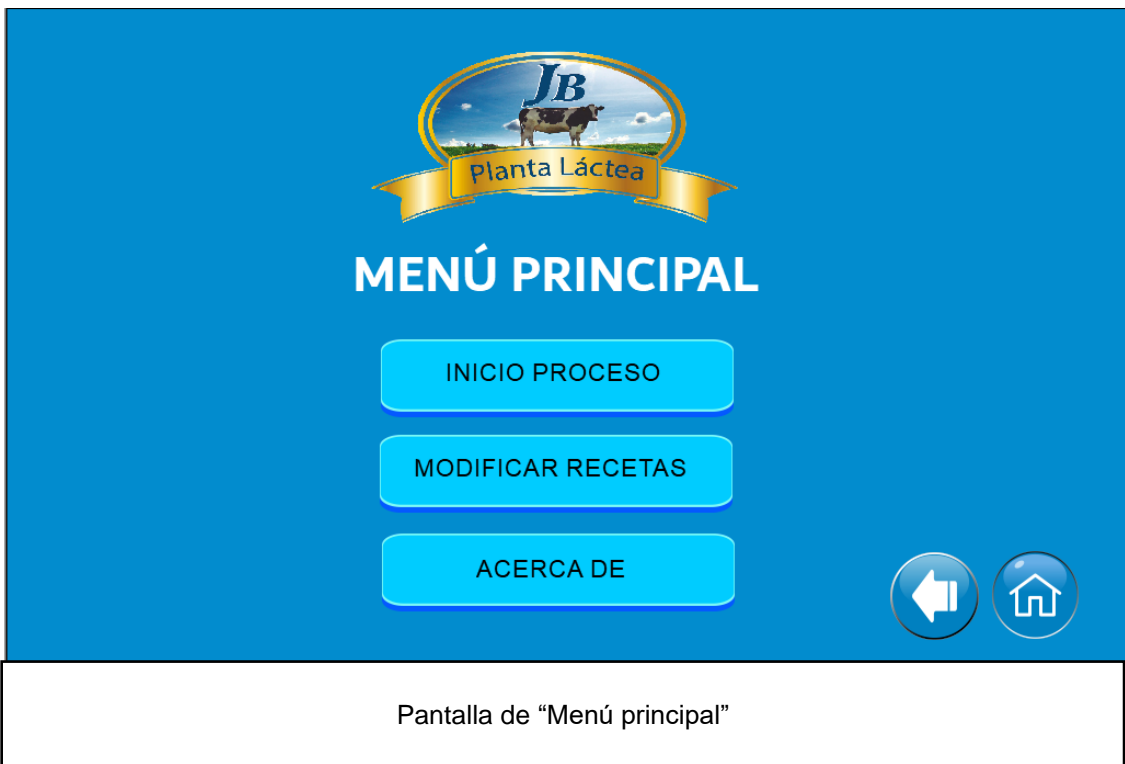 JB
Planta Láctea
MENÚ PRINCIPAL
INICIO PROCESO
MODIFICAR RECETAS
ACERCA DE
Pantalla de “Menú principal”